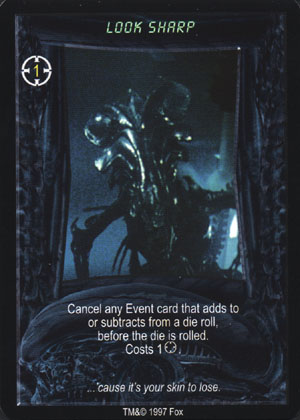 LOOK SHARP
1
Cancel any Event card that adds to
or subtracts from a die roll,
before the die is rolled.
Costs 1.
...cause it's your skin to lose.
TM&© 1997 Fox